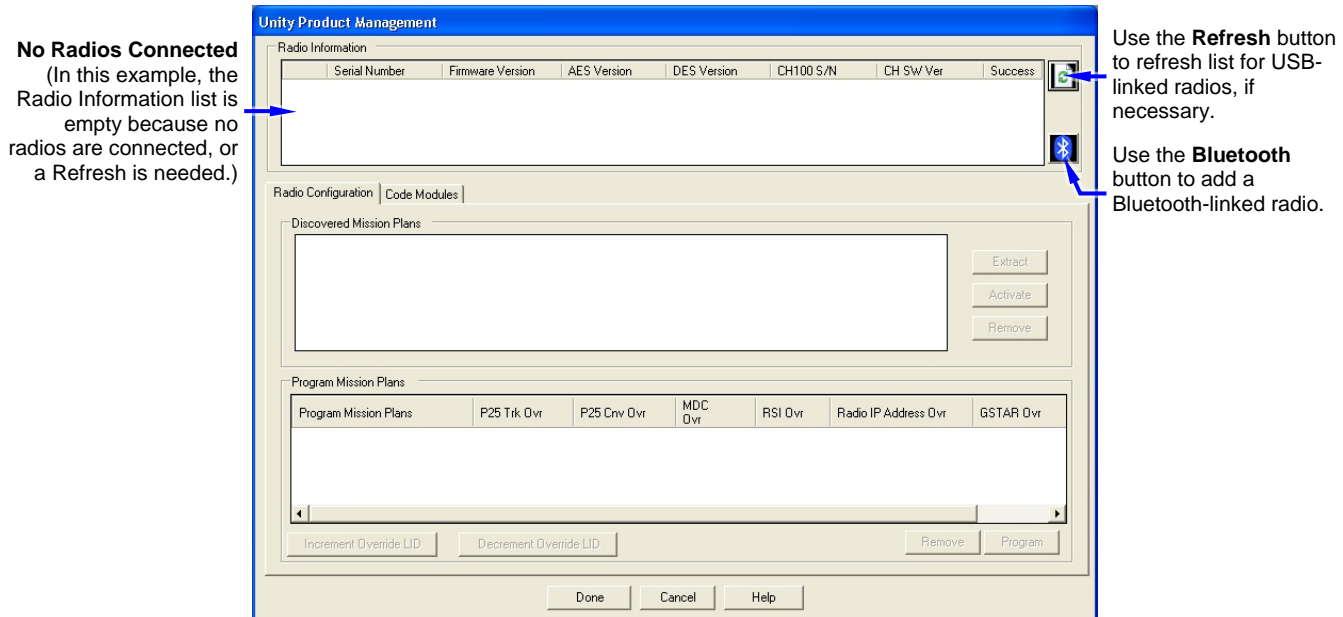 Unity Product Management
No Radios Connected
(In this example, the
Radio Information list is
empty because no
radios are connected, or
a Refresh is needed.)
Radio Information
Serial Number Firmware Version AES Version DES Version CH100 S/N CH SW Ver Success
Use the Refresh button
to refresh list for USB-
linked radios, if
necessary.
Use the Bluetooth
button to add a
Bluetooth-linked radio.
Radio Configuration Code Modules
Discovered Mission Plans
Extract
Activate
Remove
Program Mission Plans
Program Mission Plans P25 Trk Ovr P25 Cnv Ovr MDC Ovr RSI Ovr Radio IP Address Ovr GSTAR Ovr
Increment Override LID Decrement Override LID Remove Program
Done Cancel Help